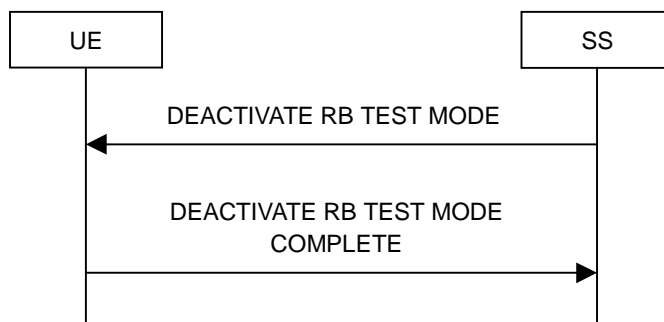 UE
SS
DEACTIVATE RB TEST MODE
DEACTIVATE RB TEST MODE
COMPLETE